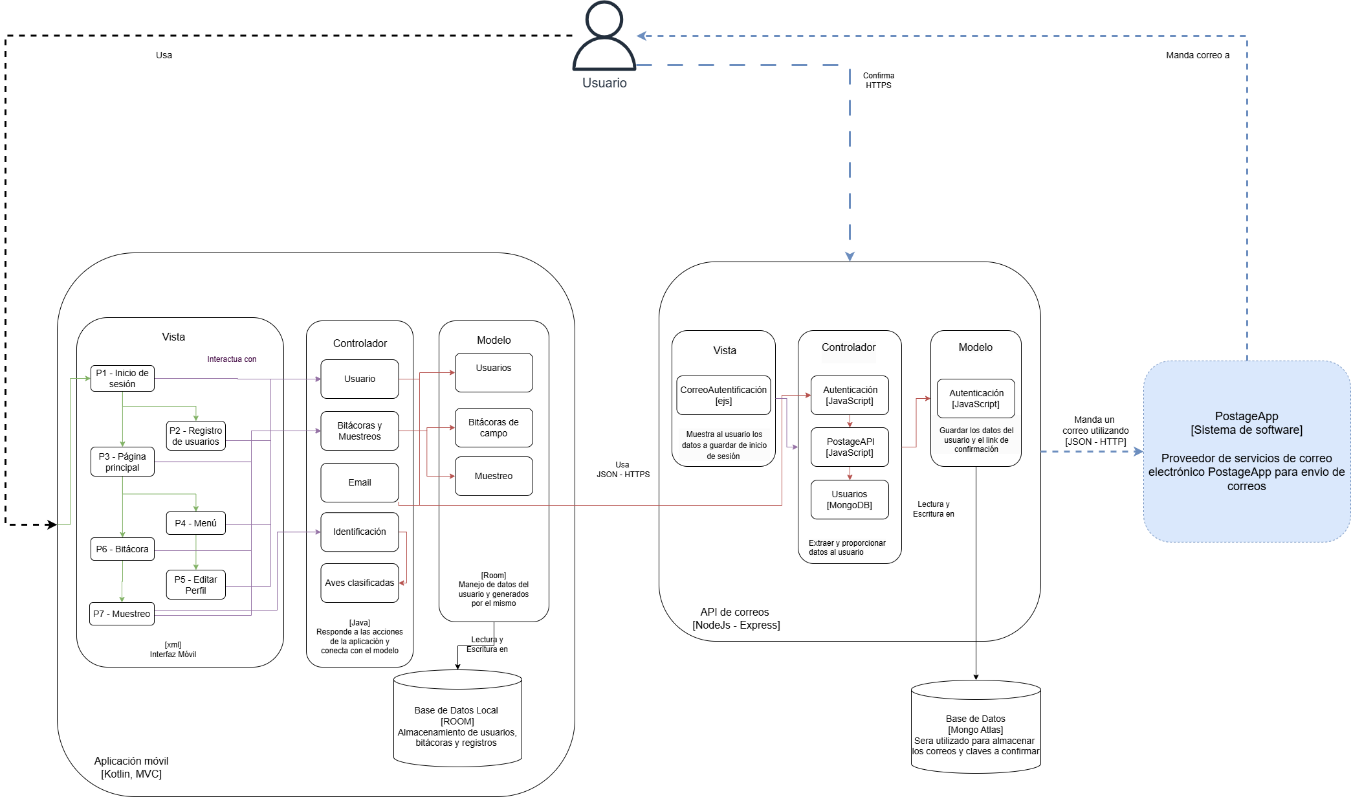 Usuario
Usa
Confirma
HTTPS
Manda correo a
Vista
Interactua con
P1 - Inicio de
sesión
P2 - Registro
de usuarios
P3 - Página
principal
P4 - Menú
P6 - Bitácora
P5 - Editar
Perfil
P7 - Muestreo
[xml]
Interfaz Móvil
Controlador
Usuario
Bitácoras y
Muestreos
Email
Identificación
Aves clasificadas
[Java]
Responde a las acciones
de la aplicación y
conecta con el modelo
Modelo
Usuarios
Bitácoras de
campo
Muestreo
[Room]
Manejo de datos del
usuario y generados
por el mismo
Lectura y
Escritura en
Base de Datos Local
[ROOM]
Almacenamiento de usuarios,
bitácoras y registros
Aplicación móvil
[Kotlin, MVC]
Usa
JSON - HTTPS
Vista
CorreoAutentificación
[ejs]
Muestra al usuario los
datos a guardar de inicio
de sesión
Controlador
Autenticación
[JavaScript]
PostageAPI
[JavaScript]
Usuarios
[MongoDB]
Extraer y proporcionar
datos al usuario
Modelo
Autenticación
[JavaScript]
Guardar los datos del
usuario y el link de
confirmación
Lectura y
Escritura en
API de correos
[NodeJs - Express]
Base de Datos
[Mongo Atlas]
Sera utilizado para almacenar
los correos y claves a confirmar
Manda un
correo utilizando
[JSON - HTTP]
PostageApp
[Sistema de software]
Proveedor de servicios de correo
electrónico PostageApp para envio de
correos